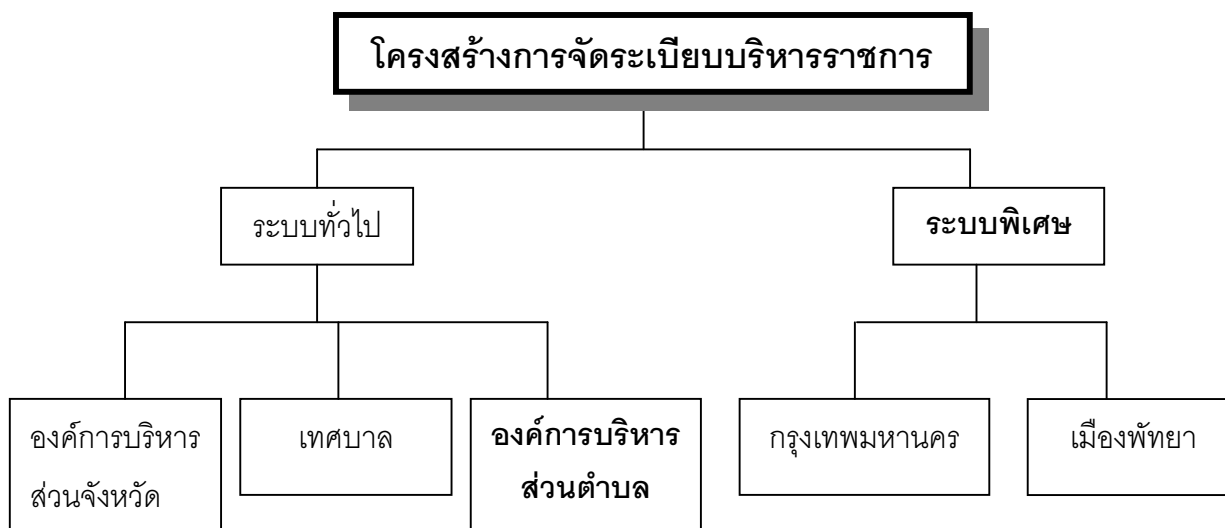 โครงสร้างการจัดระเบียบบริหารราชการ
ระบบทั่วไป
ระบบพิเศษ
องค์การบริหาร
ส่วนจังหวัด
เทศบาล
องค์การบริหาร
ส่วนตำบล
กรุงเทพมหานคร
เมืองพัทยา